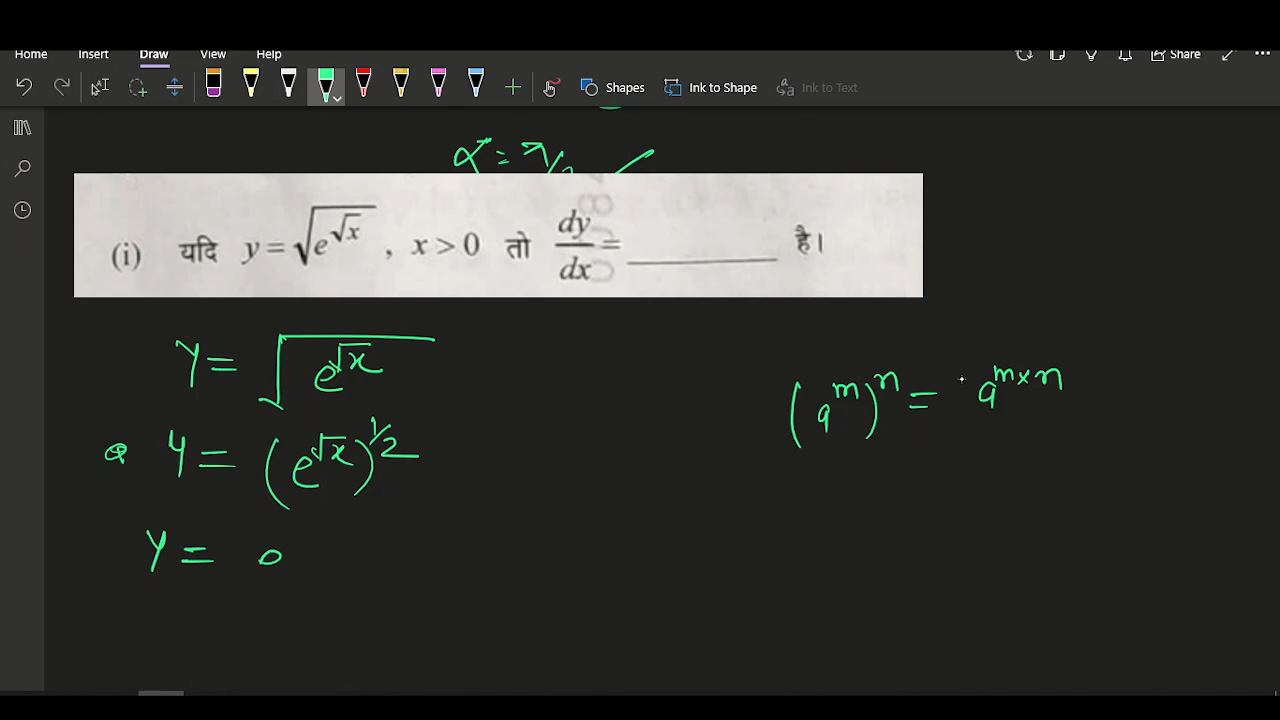 Home Insert Draw View Help Share
Shapes Ink to Shape Ink to Text
α = π/2
(i) यदि y = √(e^√x) , x > 0 तो dy/dx = ________ है।
y = √(e^√x)
y = (e^√x)^1/2
(a^m)^n = a^m×n
y = e